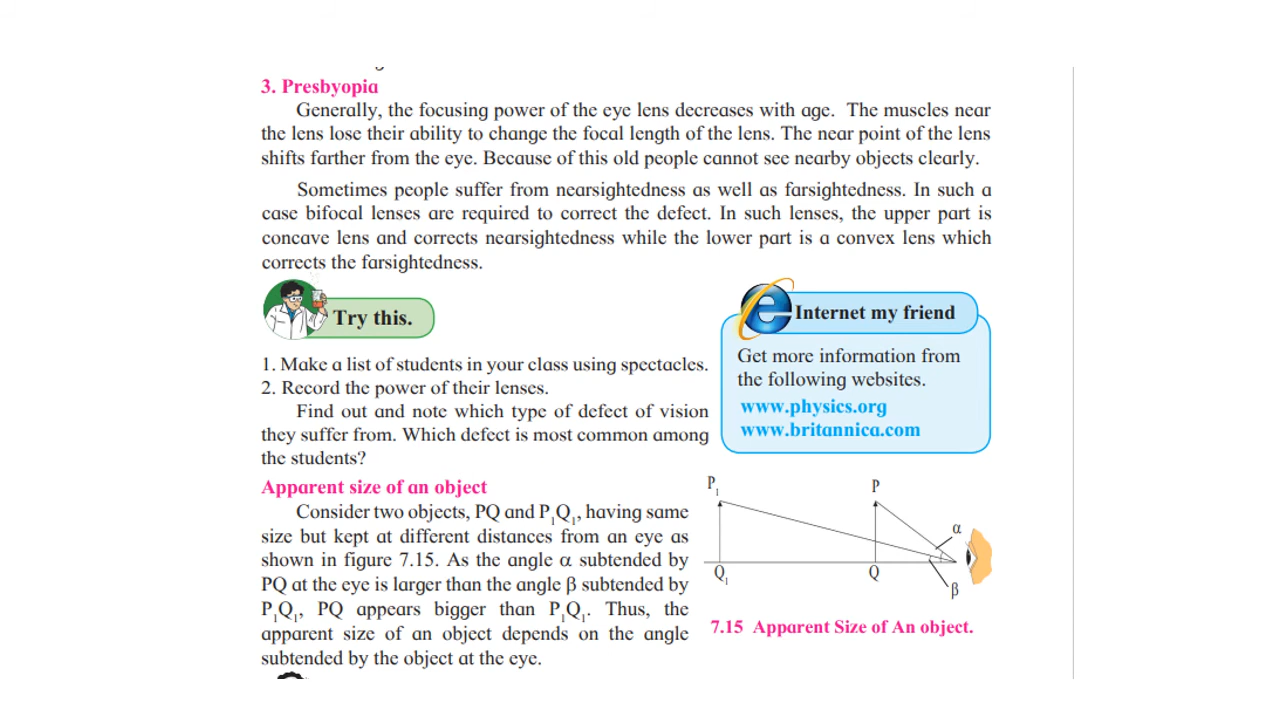 3. Presbyopia
Generally, the focusing power of the eye lens decreases with age. The muscles near
the lens lose their ability to change the focal length of the lens. The near point of the lens
shifts farther from the eye. Because of this old people cannot see nearby objects clearly.
Sometimes people suffer from nearsightedness as well as farsightedness. In such a
case bifocal lenses are required to correct the defect. In such lenses, the upper part is
concave lens and corrects nearsightedness while the lower part is a convex lens which
corrects the farsightedness.
Try this.
1. Make a list of students in your class using spectacles.
2. Record the power of their lenses.
Find out and note which type of defect of vision
they suffer from. Which defect is most common among
the students?
Internet my friend
Get more information from
the following websites.
www.physics.org
www.britannica.com
Apparent size of an object
Consider two objects, PQ and P₁Q₁, having same
size but kept at different distances from an eye as
shown in figure 7.15. As the angle α subtended by
PQ at the eye is larger than the angle β subtended by
P₁Q₁, PQ appears bigger than P₁Q₁. Thus, the
apparent size of an object depends on the angle
subtended by the object at the eye.
P₁
P
α
Q₁
Q
β
7.15 Apparent Size of An object.